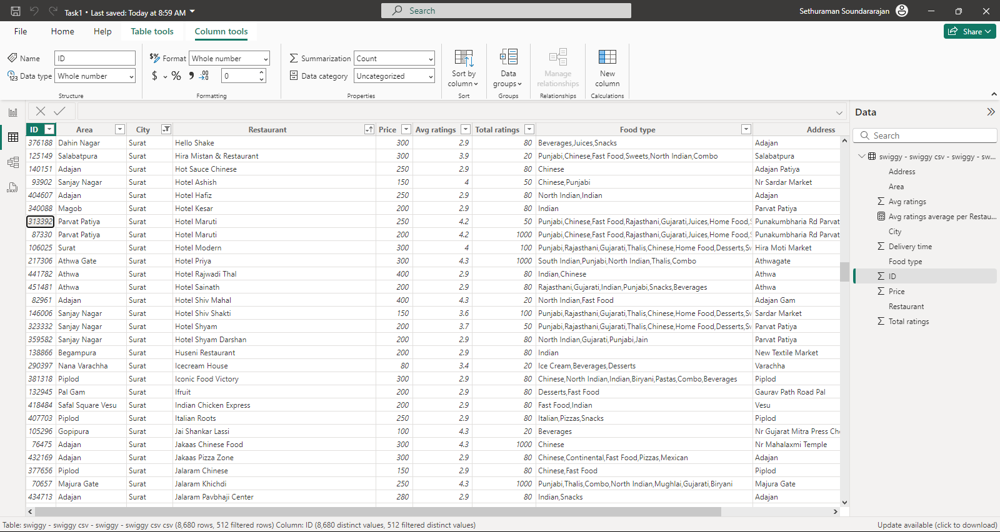 Task1 • Last saved: Today at 8:59 AM
Search
Sethuraman Soundararajan
File Home Help Table tools Column tools
Share
Name ID
Data type Whole number
Structure
Format Whole number
$ % 0
Formatting
Summarization Count
Data category Uncategorized
Properties
Sort by column
Sort
Data groups
Groups
Manage relationships
Relationships
New column
Calculations
ID Area City Restaurant Price Avg ratings Total ratings Food type Address
376188 Dahin Nagar Surat Hello Shake 300 2.9 80 Beverages,Juices,Snacks Adajan
125149 Salabatpura Surat Hira Mistan & Restaurant 300 3.9 20 Punjabi,Chinese,Fast Food,Sweets,North Indian,Combo Salabatpura
140151 Adajan Surat Hot Sauce Chinese 250 2.9 80 Chinese Adajan Patiya
93902 Sanjay Nagar Surat Hotel Ashish 150 4 50 Chinese,Punjabi Nr Sardar Market
404607 Adajan Surat Hotel Hafiz 250 2.9 80 North Indian,Indian Adajan
340088 Magob Surat Hotel Kesar 200 2.9 80 Indian Parvat Patiya
313392 Parvat Patiya Surat Hotel Maruti 250 4.2 50 Punjabi,Chinese,Fast Food,Rajasthani,Gujarati,Juices,Home Food, Punakumbharia Rd Parvat
87330 Parvat Patiya Surat Hotel Maruti 200 4.2 1000 Punjabi,Chinese,Fast Food,Rajasthani,Gujarati,Juices,Home Food, Punakumbharia Rd Parvat
106025 Surat Surat Hotel Modern 300 4 100 Punjabi,Rajasthani,Gujarati,Thalis,Chinese,Home Food,Desserts,Sw Hira Moti Market
217306 Athwa Gate Surat Hotel Priya 300 4.3 1000 South Indian,Punjabi,North Indian,Thalis,Combo Athwagate
441782 Athwa Surat Hotel Rajwadi Thal 400 2.9 80 Indian,Chinese Athwa
451481 Athwa Surat Hotel Sainath 200 2.9 80 Rajasthani,Gujarati,Indian,Punjabi,Snacks,Beverages Athwa
82961 Adajan Surat Hotel Shiv Mahal 400 4.3 20 North Indian,Fast Food Adajan Gam
146006 Sanjay Nagar Surat Hotel Shiv Shakti 150 3.6 100 Punjabi,Rajasthani,Gujarati,Thalis,Chinese,Home Food,Desserts,Sw Sardar Market
323332 Sanjay Nagar Surat Hotel Shyam 200 3.7 50 Punjabi,Rajasthani,Gujarati,Thalis,Chinese,Home Food,Desserts,Sw Parvat Patiya
359582 Sanjay Nagar Surat Hotel Shyam Darshan 200 2.9 80 North Indian,Gujarati,Punjabi,Jain Parvat Patiya
138866 Begampura Surat Huseni Restaurant 200 2.9 80 Indian New Textile Market
290397 Nana Varachha Surat Icecream House 80 3.4 20 Ice Cream,Beverages,Desserts Varachha
381318 Piplod Surat Iconic Food Victory 300 2.9 80 Chinese,North Indian,Indian,Biryani,Pastas,Combo,Beverages Piplod
132945 Pal Gam Surat Ifruit 200 2.9 80 Desserts,Fast Food Gaurav Path Road Pal
418484 Safal Square Vesu Surat Indian Chicken Express 200 2.9 80 Fast Food,Indian Vesu
407703 Piplod Surat Italian Roots 250 2.9 80 Italian,Pizzas,Snacks Piplod
105296 Gopipura Surat Jai Shankar Lassi 100 4.3 20 Beverages Nr Gujarat Mitra Press Ch
76475 Adajan Surat Jakaas Chinese Food 300 4.3 1000 Chinese Nr Mahalaxmi Temple
432169 Adajan Surat Jakaas Pizza Zone 300 2.9 80 Chinese,Continental,Fast Food,Pizzas,Mexican Adajan
377656 Piplod Surat Jalaram Chinese 150 2.9 80 Chinese,Fast Food Piplod
70657 Majura Gate Surat Jalaram Khichdi 250 4.3 1000 Punjabi,Thalis,Combo,North Indian,Mughlai,Gujarati,Biryani Majura Gate
434713 Adajan Surat Jalaram Pavbhaji Center 280 2.9 80 Indian,Snacks Adajan
Data
Search
swiggy - swiggy csv - swiggy - sw...
Address
Area
Avg ratings
Avg ratings average per Restau...
City
Delivery time
Food type
ID
Price
Restaurant
Total ratings
Table: swiggy - swiggy csv - swiggy - swiggy csv csv (8,680 rows, 512 filtered rows) Column: ID (8,680 distinct values, 512 filtered distinct values)
Update available (click to download)